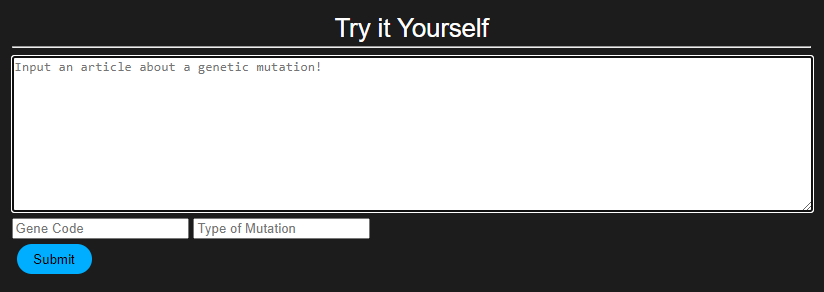 Try it Yourself
Input an article about a genetic mutation!
Gene Code Type of Mutation
Submit